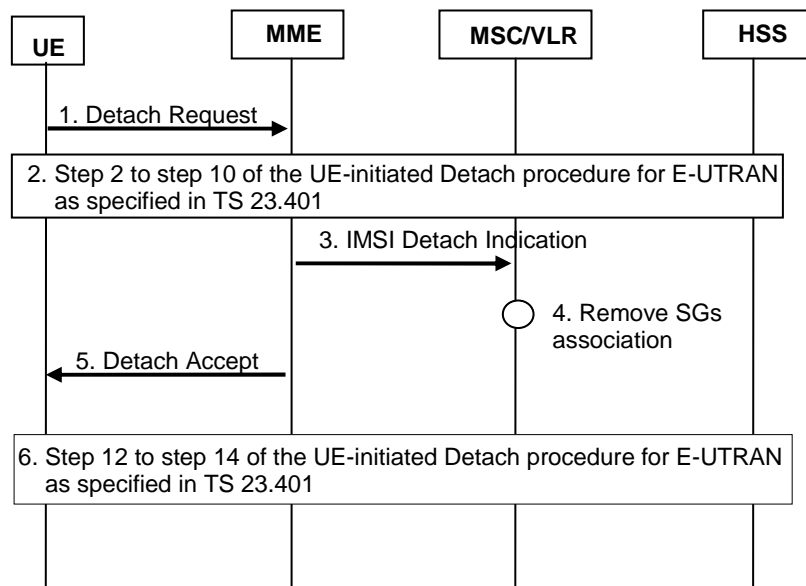 UE
MME
MSC/VLR
HSS
1. Detach Request
2. Step 2 to step 10 of the UE-initiated Detach procedure for E-UTRAN
as specified in TS 23.401
3. IMSI Detach Indication
4. Remove SGs
association
5. Detach Accept
6. Step 12 to step 14 of the UE-initiated Detach procedure for E-UTRAN
as specified in TS 23.401